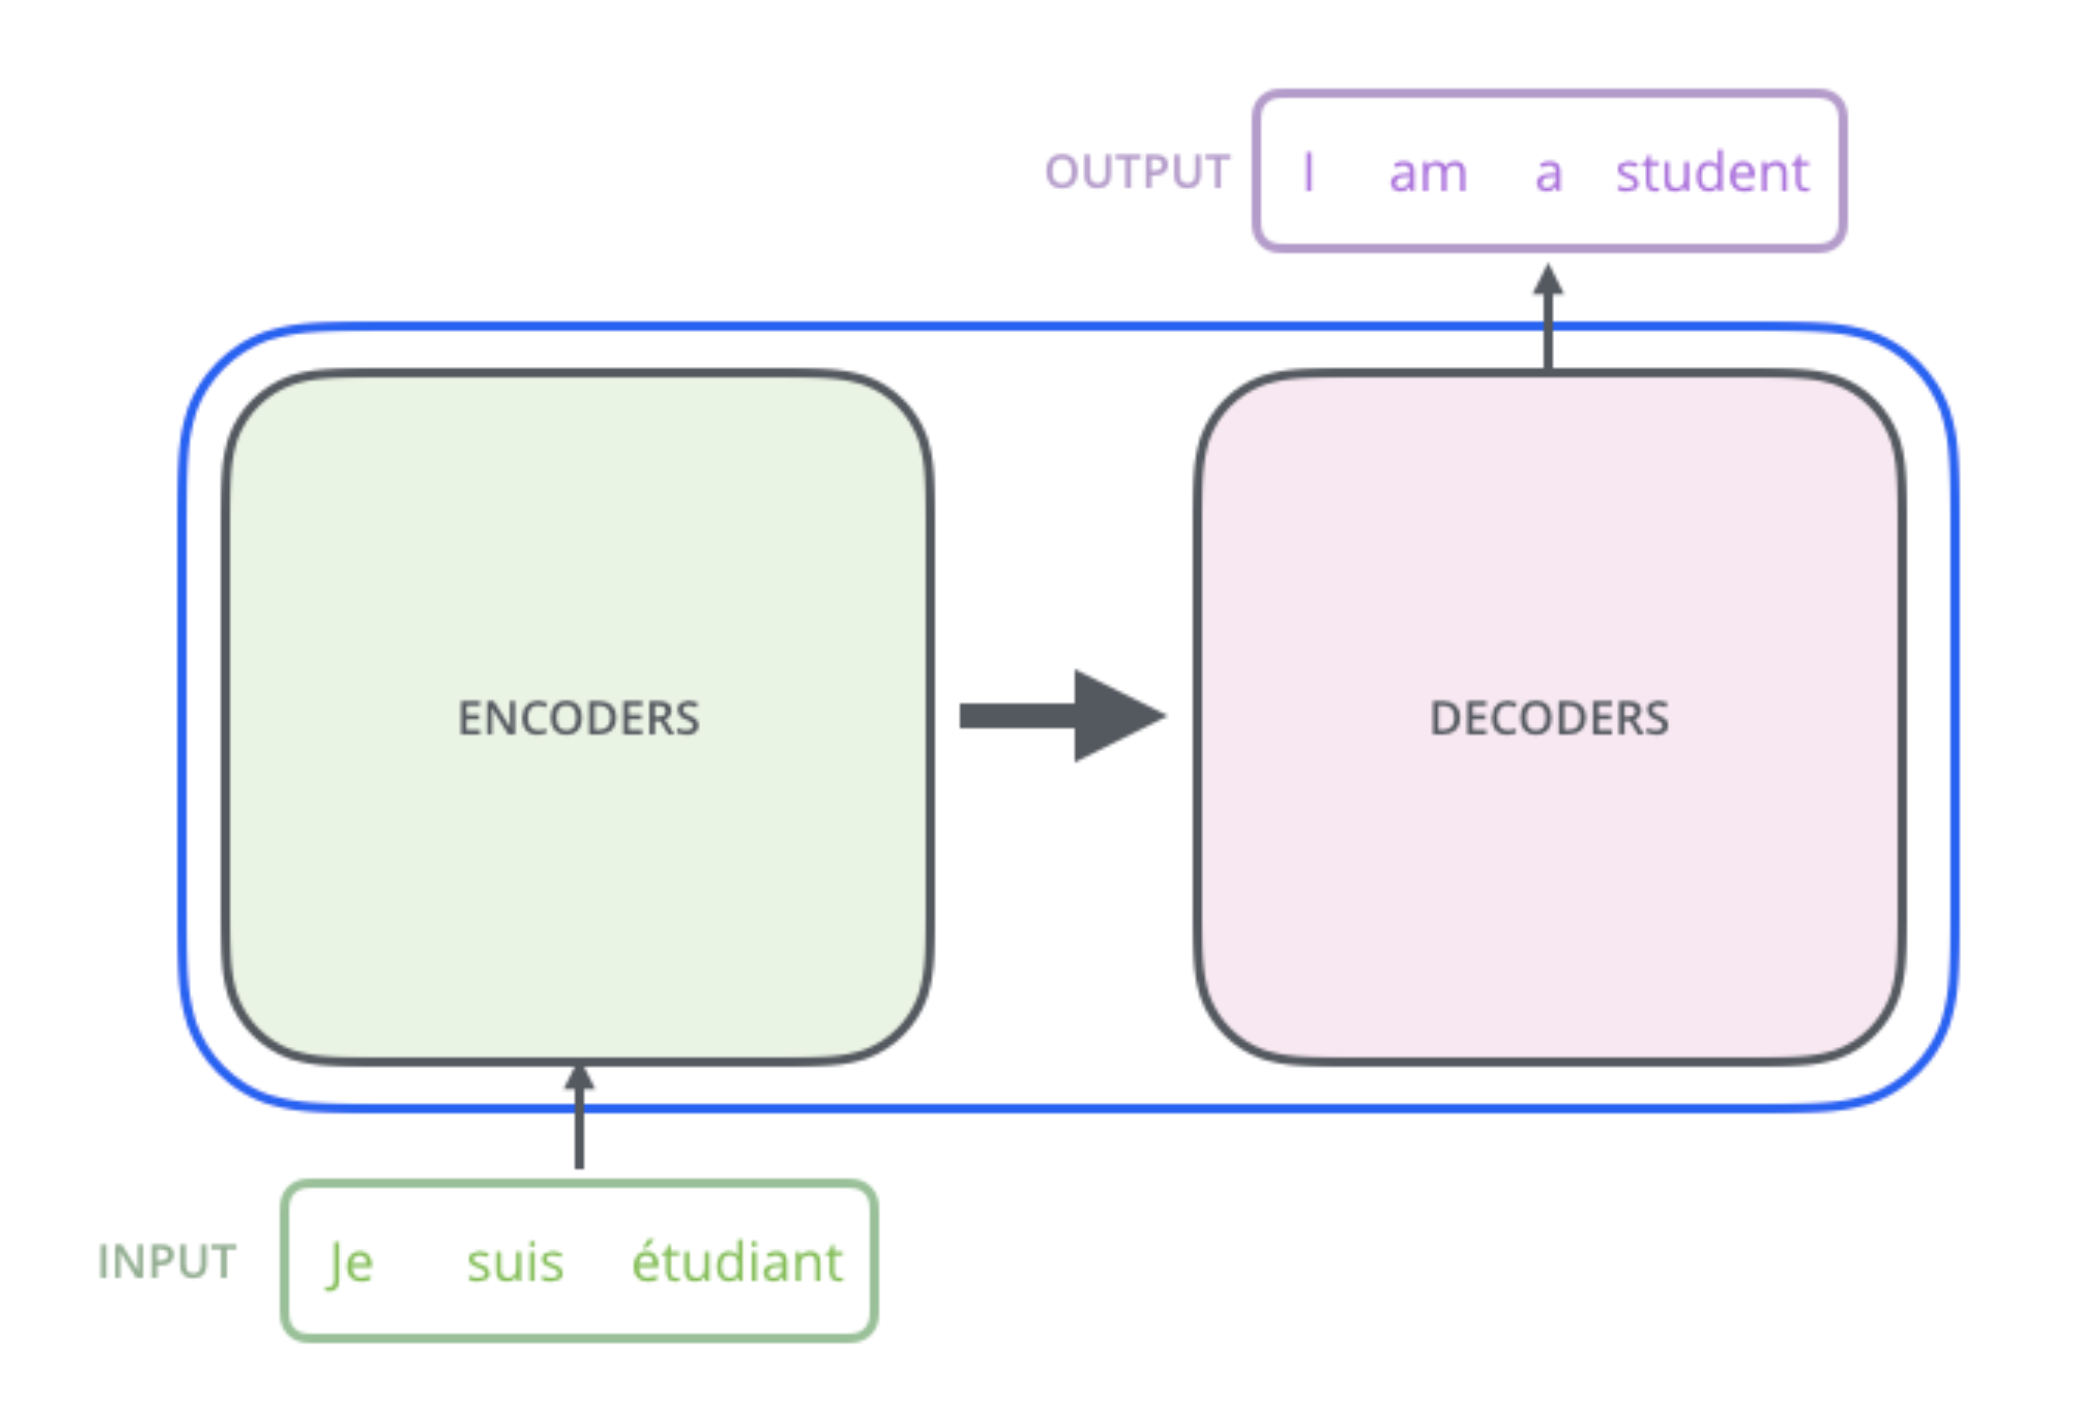 OUTPUT I am a student
ENCODERS DECODERS
INPUT Je suis étudiant